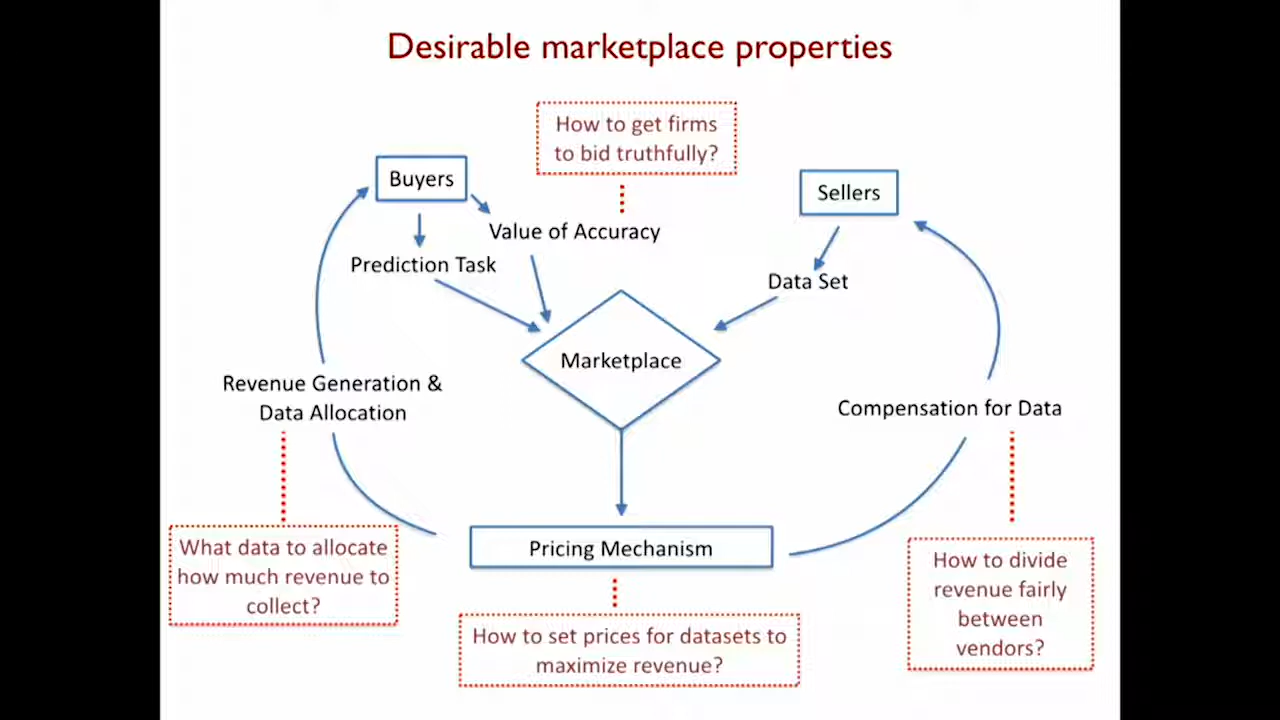 Desirable marketplace properties
How to get firms
to bid truthfully?
Buyers
Sellers
Value of Accuracy
Prediction Task
Data Set
Marketplace
Revenue Generation &
Data Allocation
Compensation for Data
Pricing Mechanism
What data to allocate
how much revenue to
collect?
How to set prices for datasets to
maximize revenue?
How to divide
revenue fairly
between
vendors?